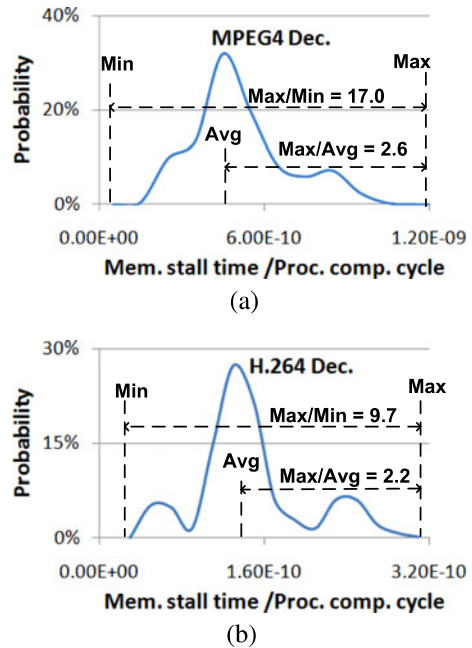 (a)
MPEG4 Dec.
40%
Min
Max
Max/Min = 17.0
20%
Avg
Max/Avg = 2.6
Probability
0%
0.00E+00
6.00E-10
1.20E-09
Mem. stall time /Proc. comp. cycle
(a)
30%
H.264 Dec.
Min
Max
Max/Min = 9.7
15%
Avg
Max/Avg = 2.2
Probability
0%
0.00E+00
1.60E-10
3.20E-10
Mem. stall time /Proc. comp. cycle
(b)